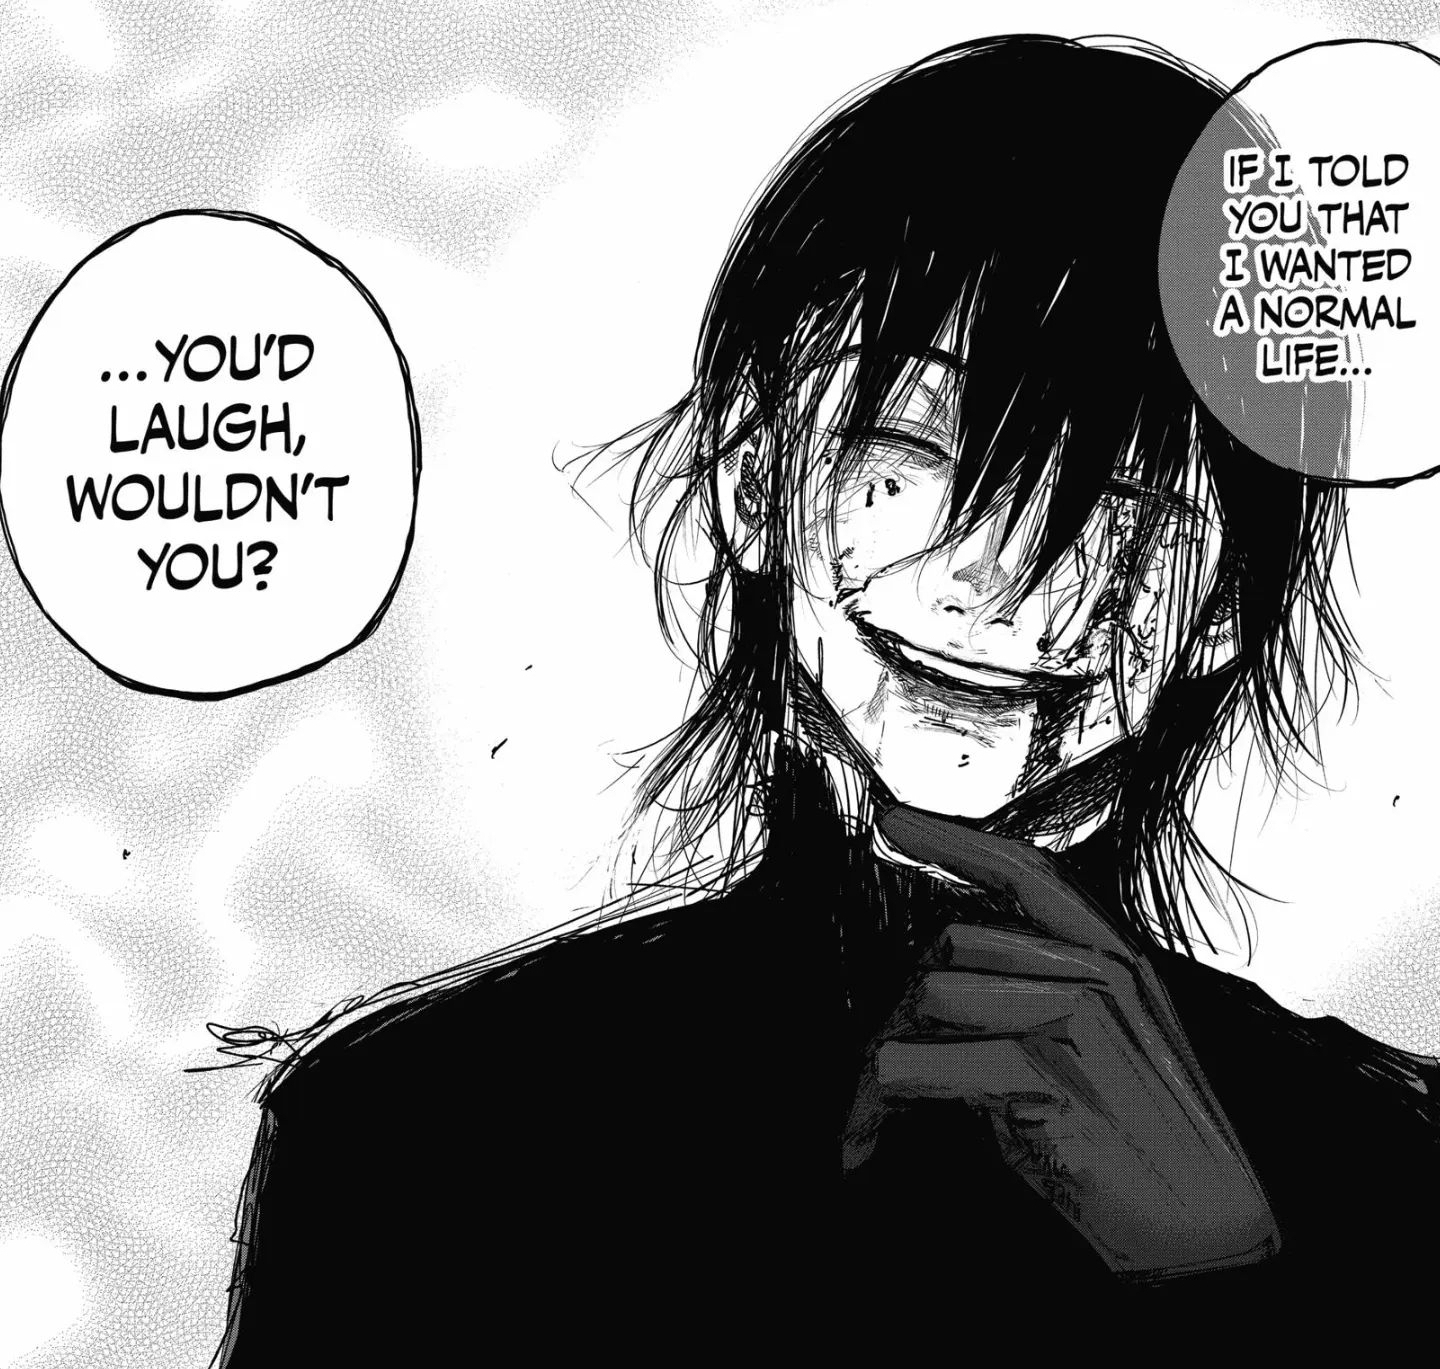 IF I TOLD
YOU THAT
I WANTED
A NORMAL
LIFE...
...YOU'D
LAUGH,
WOULDN'T
YOU?